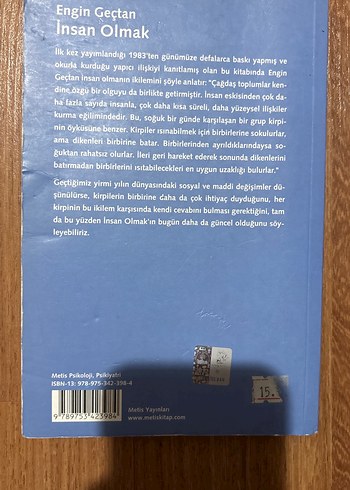 Engin Geçtan
İnsan Olmak
İlk kez yayımlandığı 1983'ten günümüze defalarca baskı yapmış ve
okurla kurduğu yapıcı ilişkiyi kanıtlamış olan bu kitabında Engin
Geçtan insan olmanın ikilemini şöyle anlatır: "Çağdaş toplumlar ken-
dine özgü bir olguyu da birlikte getirmiştir. İnsan eskisinden çok da-
ha fazla sayıda insanla, çok daha kısa süreli, daha yüzeysel ilişkiler
kurma eğilimindedir. Bu, soğuk bir günde karşılaşan bir grup kirpi-
nin öyküsüne benzer. Kirpiler ısınabilmek için birbirlerine sokulurlar,
ama dikenleri birbirine batar. Birbirlerinden ayrıldıklarındaysa so-
ğuktan rahatsız olurlar. İleri geri hareket ederek sonunda dikenlerini
batırmadan birbirlerini ısıtabilecekleri en uygun uzaklığı bulurlar."
Geçtiğimiz yirmi yılın dünyasındaki sosyal ve maddi değişimler dü-
şünülürse, kirpilerin birbirine daha da çok ihtiyaç duyduğunu, her
kirpinin bu ikilem karşısında kendi cevabını bulması gerektiğini, tam
da bu yüzden İnsan Olmak'ın bugün daha da güncel olduğunu söy-
leyebiliriz.
15.
Metis Psikoloji, Psikiyatri
ISBN-13: 978-975-342-398-4
9 789753 423984
Metis Yayınları
www.metiskitap.com